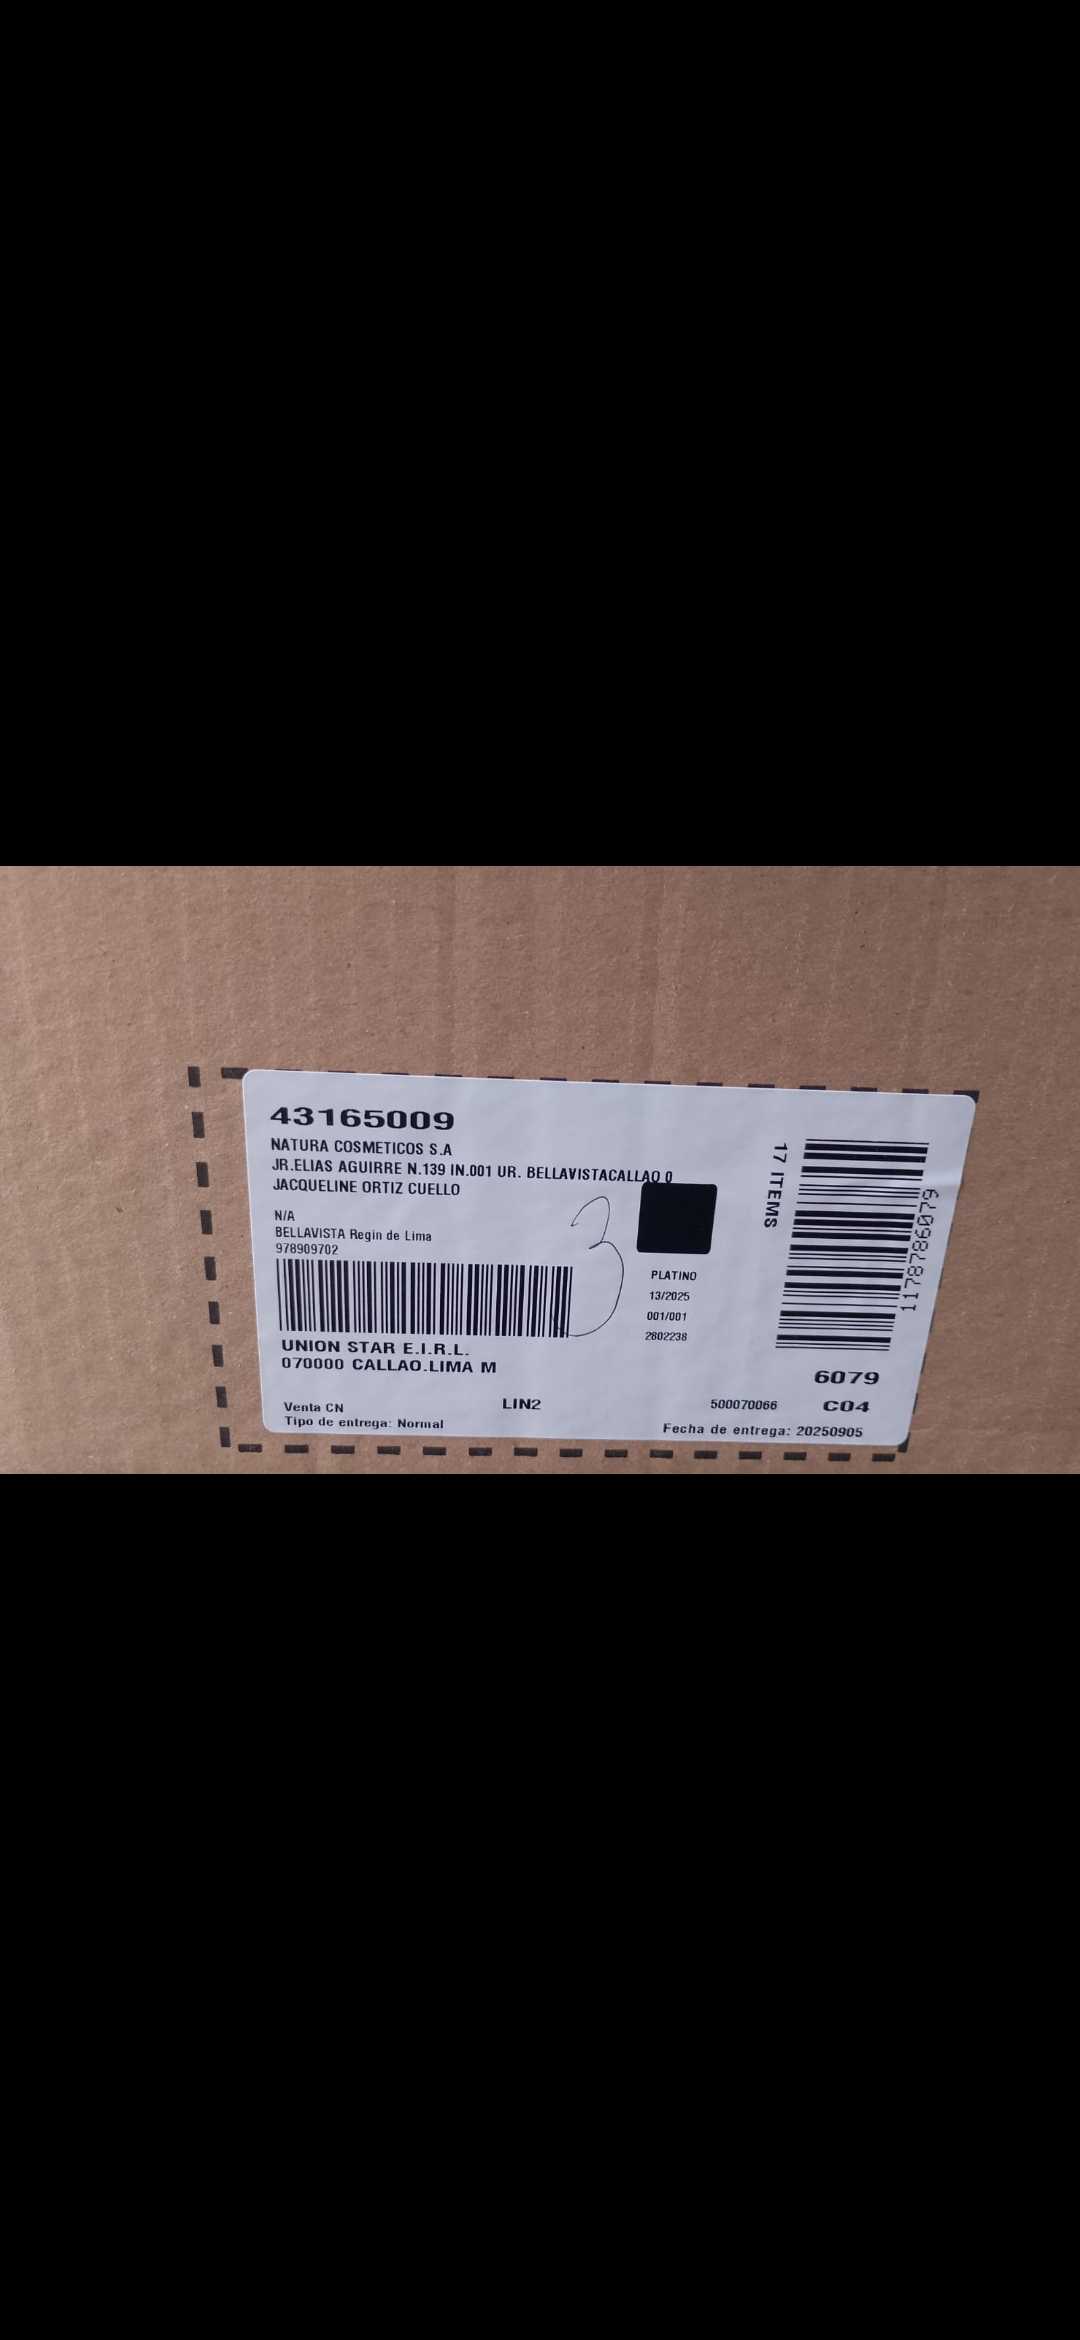 43165009
NATURA COSMETICOS S.A
JR.ELIAS AGUIRRE N.139 IN.001 UR. BELLAVISTACALLAO 0
JACQUELINE ORTIZ CUELLO
N/A
BELLAVISTA Regin de Lima
978909702
3
UNION STAR E.I.R.L.
070000 CALLAO.LIMA M
Venta CN
Tipo de entrega: Normal
LIN2
PLATINO
13/2025
001/001
2802238
17 ITEMS
1178786079
6079
500070066
C04
Fecha de entrega: 20250905